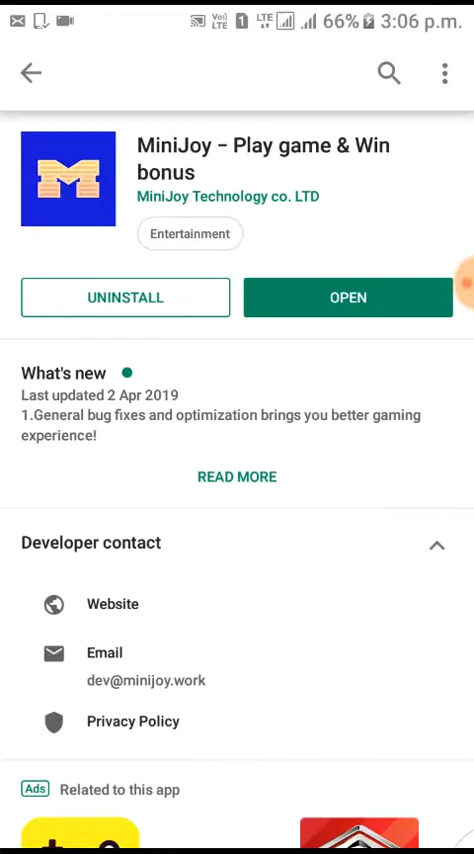 Vo) LTE 1 LTE 66% 3:06 p.m.
M
MiniJoy - Play game & Win
bonus
MiniJoy Technology co. LTD
Entertainment
UNINSTALL
OPEN
What's new
Last updated 2 Apr 2019
1.General bug fixes and optimization brings you better gaming
experience!
READ MORE
Developer contact
Website
Email
dev@minijoy.work
Privacy Policy
Ads Related to this app